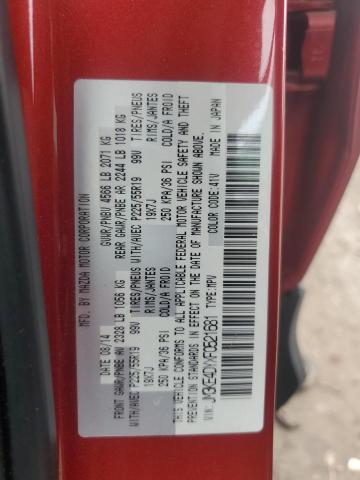 MFD. BY MAZDA MOTOR CORPORATION
DATE 08/14 GVWR/PNBV 4566 LB 2071 KG
FRONT GAWR/PNBE AV 2328 LB 1056 KG REAR GAWR/PNBE AR 2244 LB 1018 KG
WITH/AVEC P225/55R19 99V TIRES/PNEUS WITH/AVEC P225/55R19 99V TIRES/PNEUS
19X7J RIMS/JANTES 19X7J RIMS/JANTES
250 KPA/36 PSI COLD/A FROID 250 KPA/36 PSI COLD/A FROID
THIS VEHICLE CONFORMS TO ALL APPLICABLE FEDERAL MOTOR VEHICLE SAFETY AND THEFT
PREVENTION STANDARDS IN EFFECT ON THE DATE OF MANUFACTURE SHOWN ABOVE.
VIN: JM3KE4DYXF0521681 TYPE: MPV COLOR CODE: 41V MADE IN JAPAN